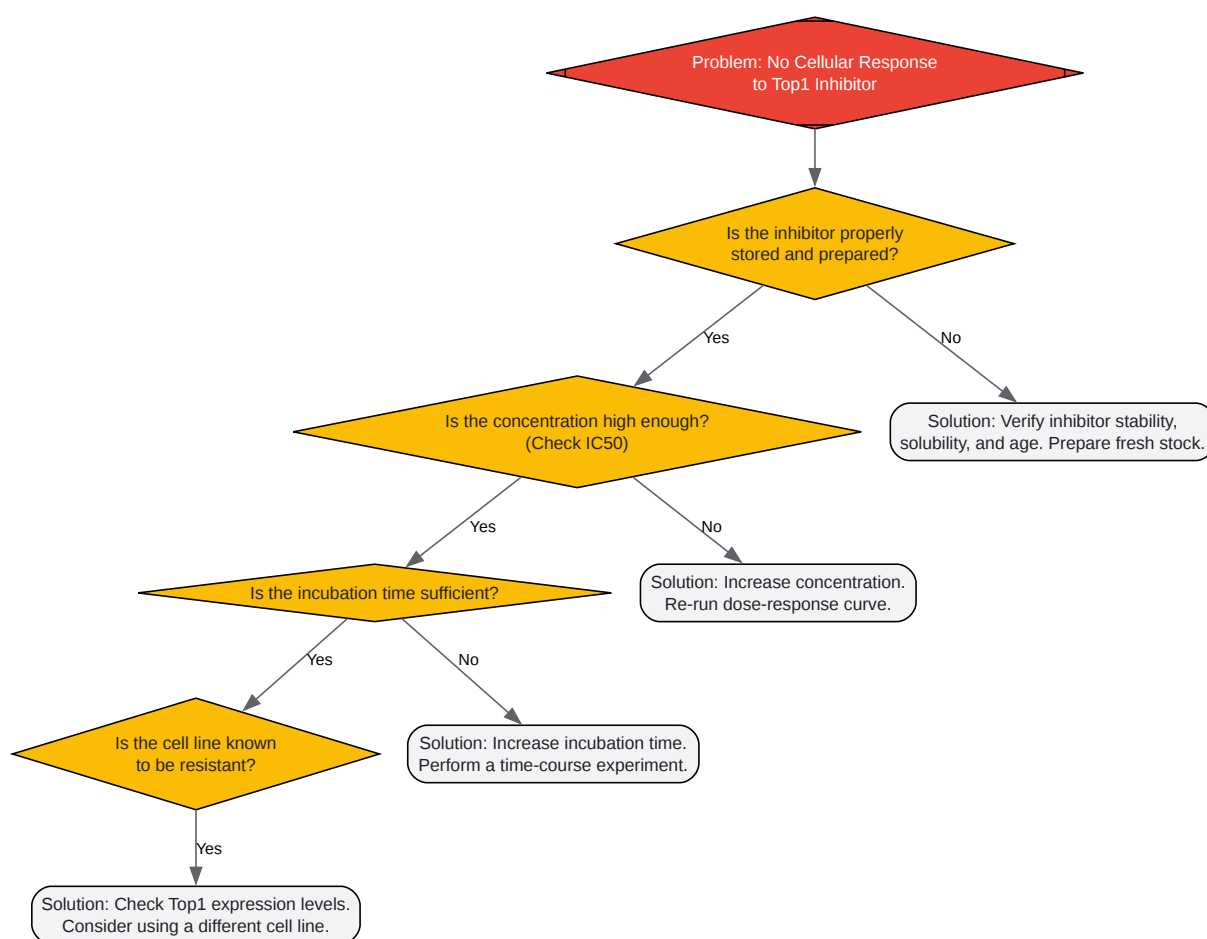 Problem: No Cellular Response
to Top1 Inhibitor
Is the inhibitor properly
stored and prepared?
Yes
No
Is the concentration high enough?
(Check IC50)
Solution: Verify inhibitor stability,
solubility, and age. Prepare fresh stock.
Yes
No
Is the incubation time sufficient?
Solution: Increase concentration.
Re-run dose-response curve.
Yes
No
Is the cell line known
to be resistant?
Solution: Increase incubation time.
Perform a time-course experiment.
Yes
Solution: Check Top1 expression levels.
Consider using a different cell line.